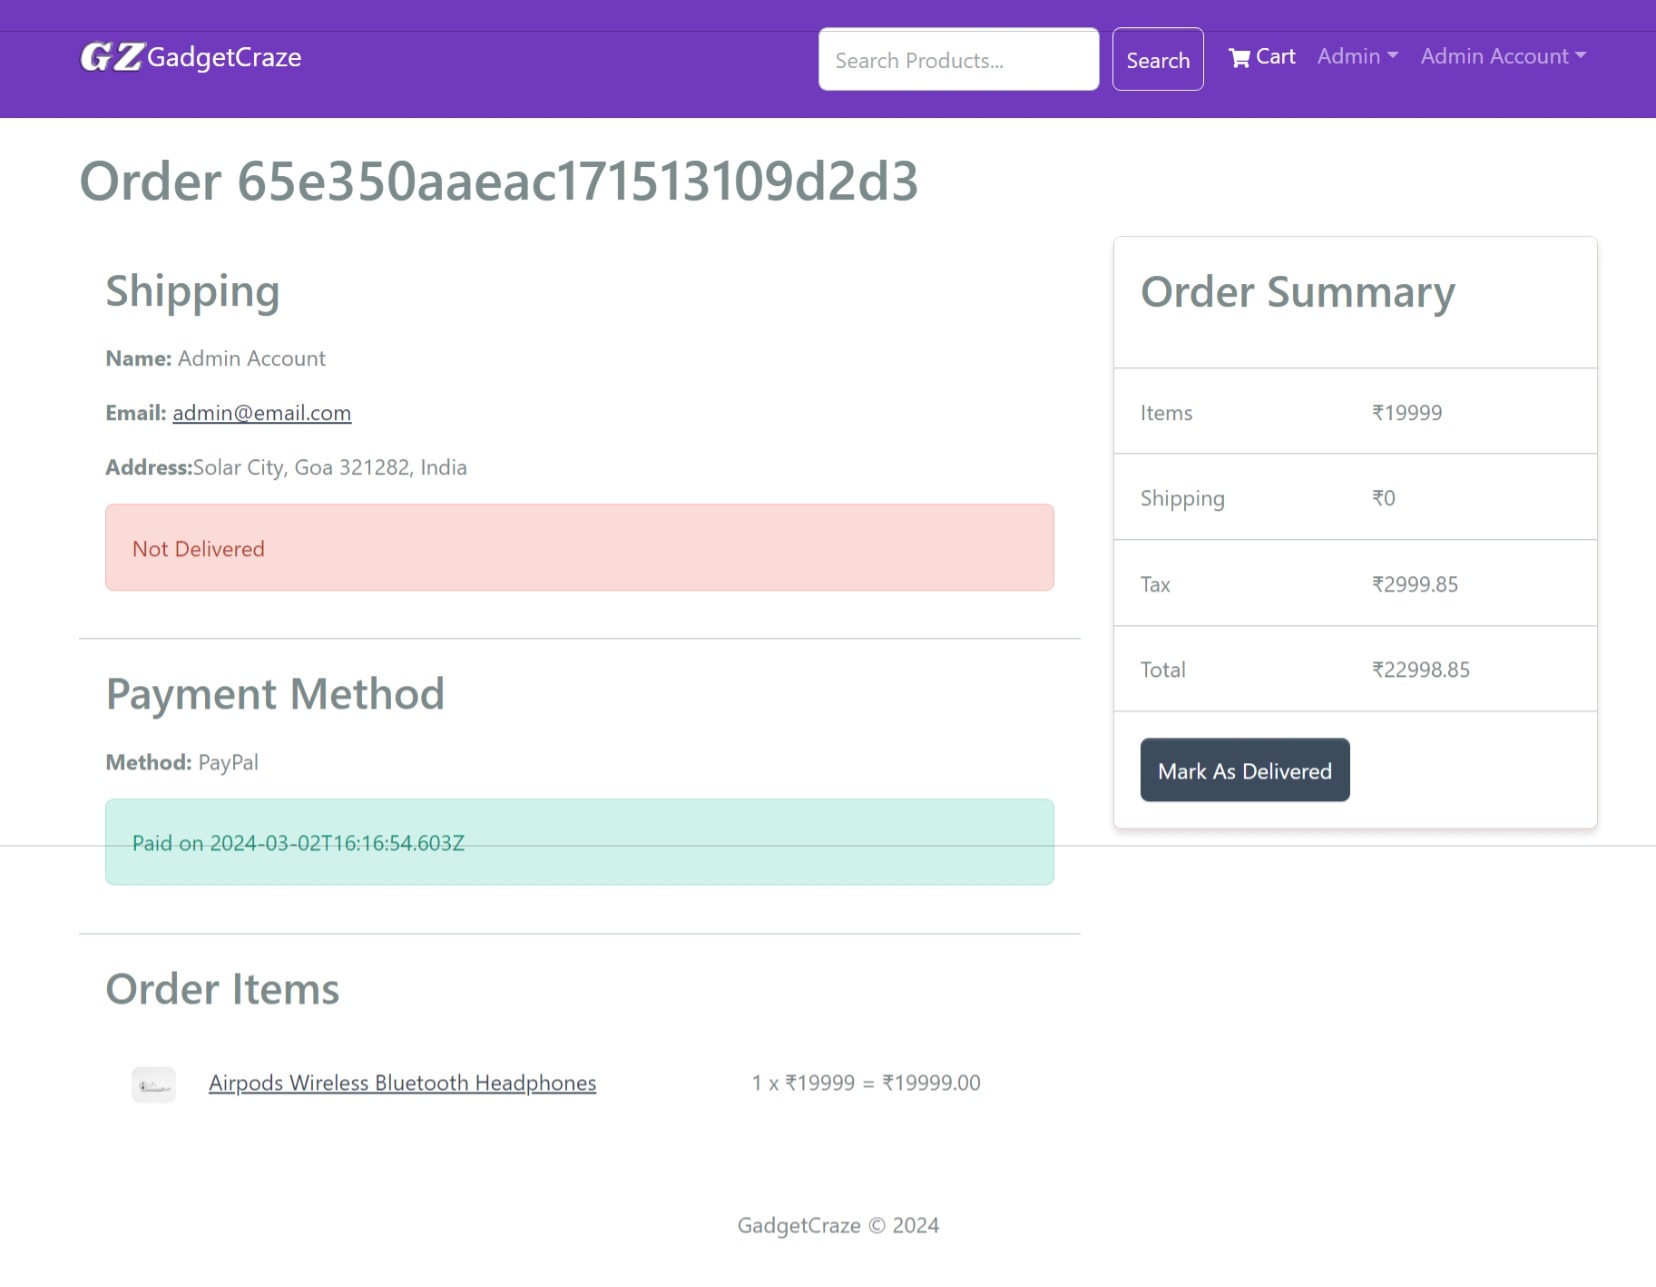 GZ GadgetCraze
Search Products...
Search
Cart
Admin
Admin Account
Order 65e350aaeac171513109d2d3
Shipping
Name: Admin Account
Email: admin@email.com
Address:Solar City, Goa 321282, India
Not Delivered
Payment Method
Method: PayPal
Paid on 2024-03-02T16:16:54.603Z
Order Items
Airpods Wireless Bluetooth Headphones 1 x ₹19999 = ₹19999.00
Order Summary
Items ₹19999
Shipping ₹0
Tax ₹2999.85
Total ₹22998.85
Mark As Delivered
GadgetCraze © 2024